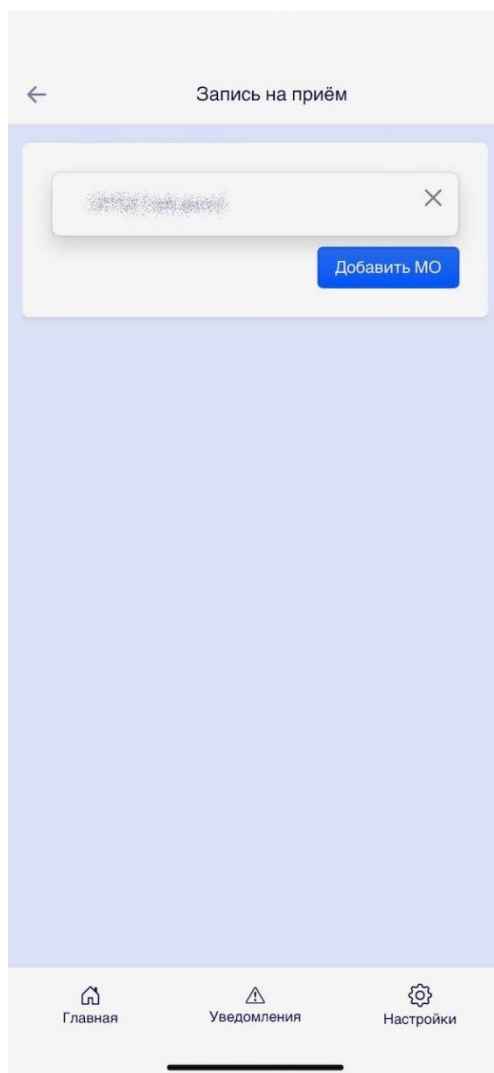 Запись на приём
Добавить МО
Главная
Уведомления
Настройки